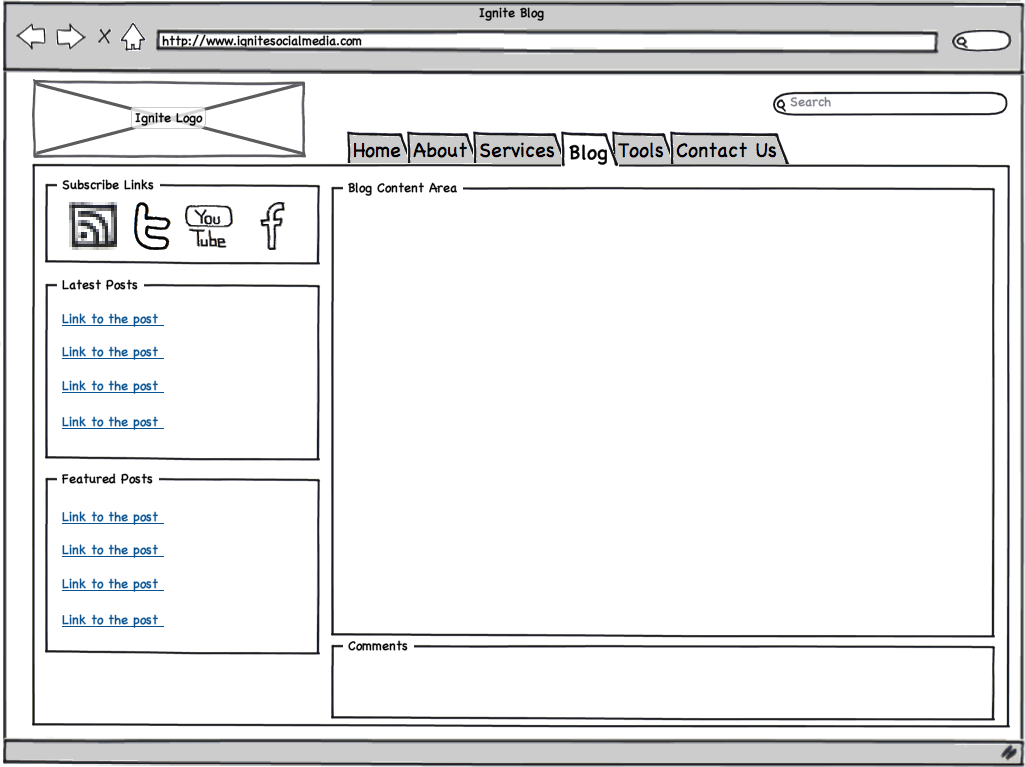 Ignite Blog
http://www.ignitesocialmedia.com
Ignite Logo
Search
Home About Services Blog Tools Contact Us
Subscribe Links
You
Tube
Latest Posts
Link to the post
Link to the post
Link to the post
Link to the post
Featured Posts
Link to the post
Link to the post
Link to the post
Link to the post
Blog Content Area
Comments